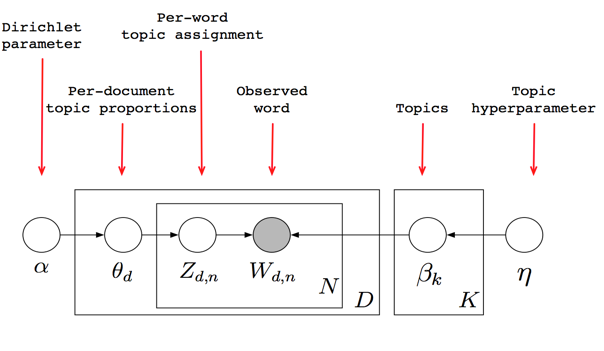 Dirichlet
parameter
Per-word
topic assignment
Per-document
topic proportions
Observed
word
Topics
Topic
hyperparameter
α
θd
Zd,n
Wd,n
N
D
βk
K
η